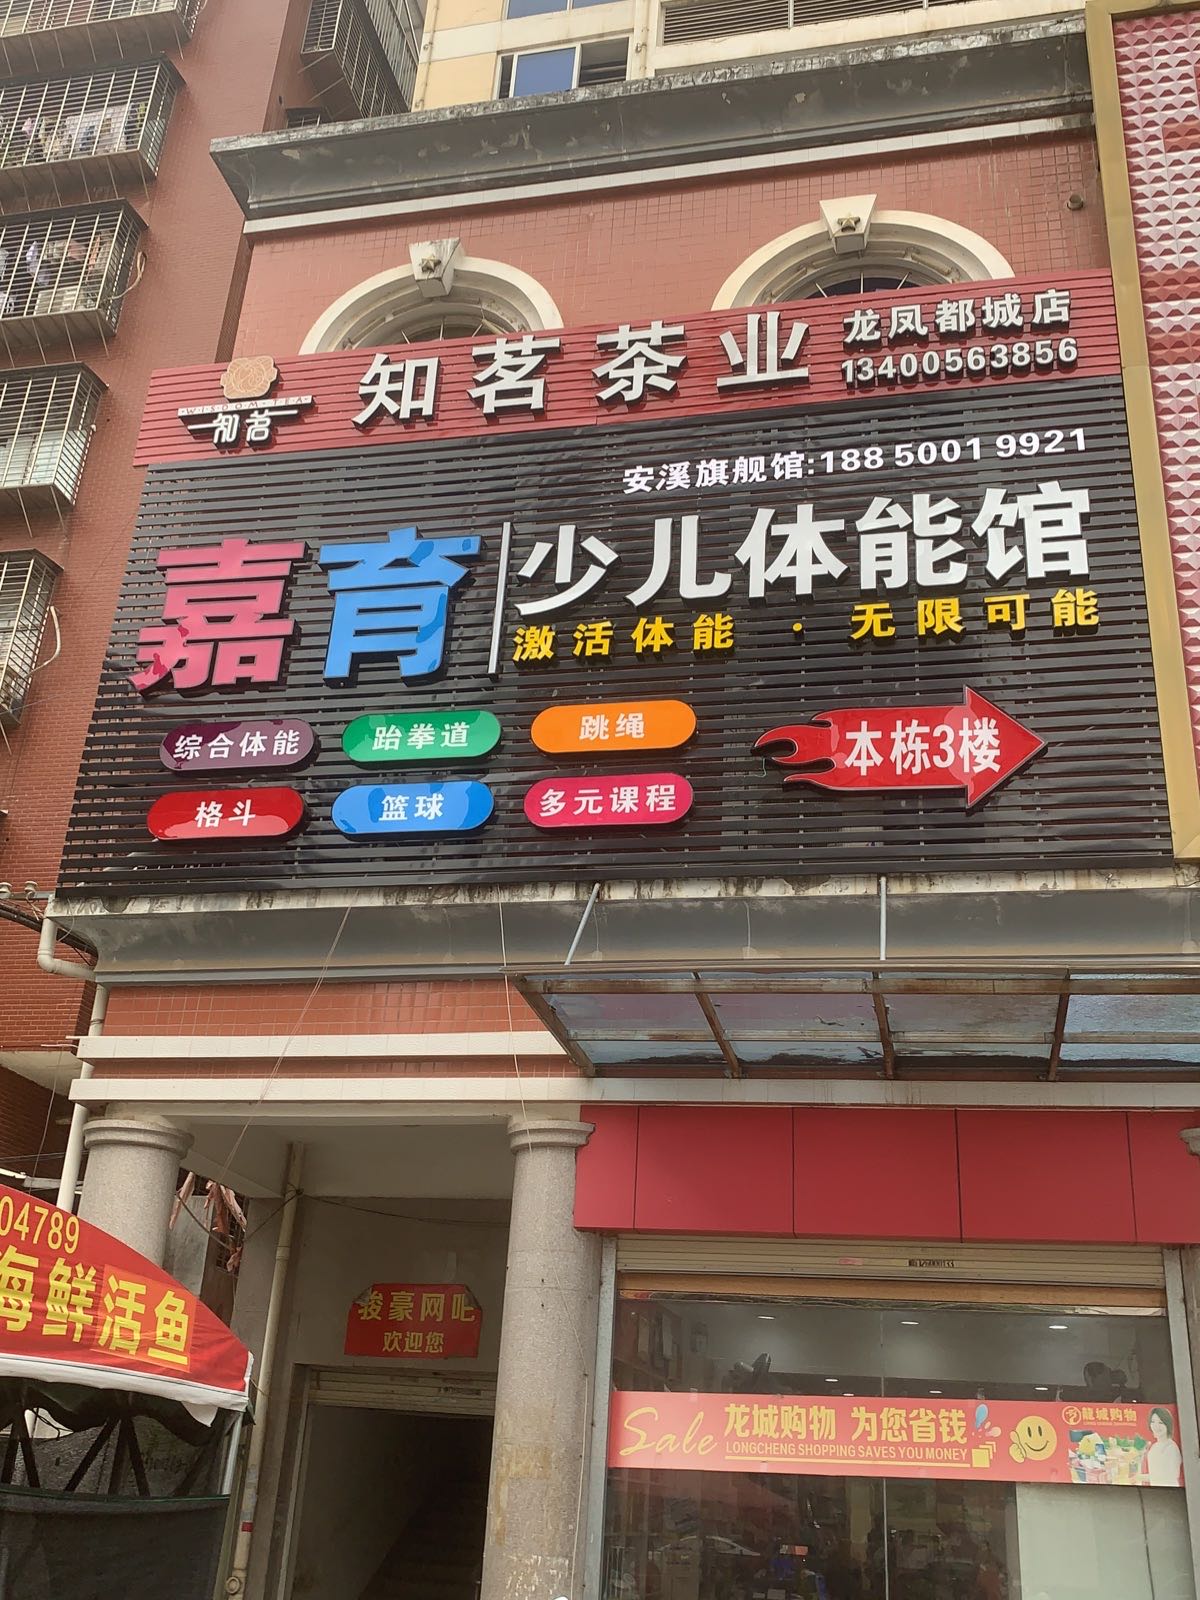 知茗茶业
龙凤都城店
13400563856
WISDOM·TEA
知茗
安溪旗舰馆:188 5001 9921
嘉育
少儿体能馆
激活体能·无限可能
综合体能
跆拳道
跳绳
格斗
篮球
多元课程
本栋3楼
04789
海鲜活鱼
骏豪网吧
欢迎您
Sale
龙城购物 为您省钱
LONGCHENG SHOPPING SAVES YOU MONEY
龍城购物